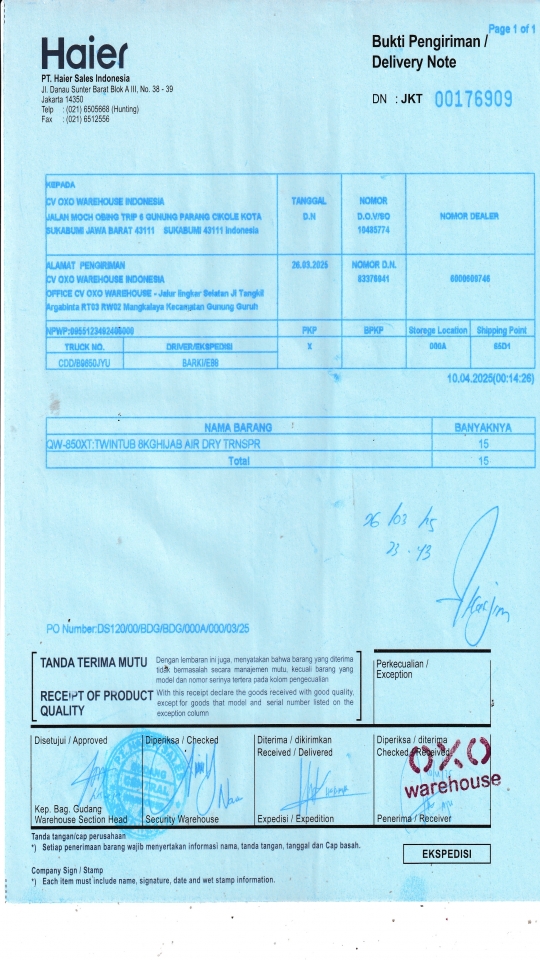 Page 1 of 1
Haier
Bukti Pengiriman /
Delivery Note
PT. Haier Sales Indonesia
Jl. Danau Sunter Barat Blok A III, No. 38 - 39
Jakarta 14350
Telp : (021) 6505668 (Hunting)
Fax : (021) 6512556
DN : JKT 00176909
KEPADA
CV OXO WAREHOUSE INDONESIA
JALAN MOCH OBING TRIP 6 GUNUNG PARANG CIKOLE KOTA
SUKABUMI JAWA BARAT 43111 SUKABUMI 43111 Indonesia
TANGGAL
D.N
NOMOR
D.O.V/SO
10485774
NOMOR DEALER
ALAMAT PENGIRIMAN
CV OXO WAREHOUSE INDONESIA
OFFICE CV OXO WAREHOUSE - Jalur lingkar Selatan Jl Tangkil
Argabinta RT03 RW02 Mangkalaya Kecamatan Gunung Guruh
26.03.2025
NOMOR D.N.
83376941
6000606746
NPWP:
PKP
BPKP
Storege Location
Shipping Point
TRUCK NO.
DRIVER/EKSPEDISI
X
000A
65D1
CDD/B9650JYU
BARKI/E89
10.04.2025(00:14:26)
NAMA BARANG
BANYAKNYA
QW-850XT:TWINTUB 8KGHIJAB AIR DRY TRNSPR
15
Total
15
26/03/25
23.43
PO Number:DS120/00/BDG/BDG/000A/000/03/25
TANDA TERIMA MUTU
Dengan lembaran ini juga, menyatakan bahwa barang yang diterima
tidak bermasalah secara manajemen mutu, kecuali barang yang
model dan nomor serinya tertera pada kolom pengecualian
RECEIPT OF PRODUCT
QUALITY
With this receipt declare the goods received with good quality,
except for goods that model and serial number listed on the
exception column
Perkecualian /
Exception
Disetujui / Approved
Diperiksa / Checked
Diterima / dikirimkan
Received / Delivered
Diperiksa / diterima
Checked / Received
OXO
warehouse
Kep. Bag. Gudang
Warehouse Section Head
Security Warehouse
Expedisi / Expedition
Penerima / Receiver
Tanda tangan/cap perusahaan
*) Setiap penerimaan barang wajib menyertakan informasi nama, tanda tangan, tanggal dan Cap basah.
EKSPEDISI
Company Sign / Stamp
*) Each item must include name, signature, date and wet stamp information.